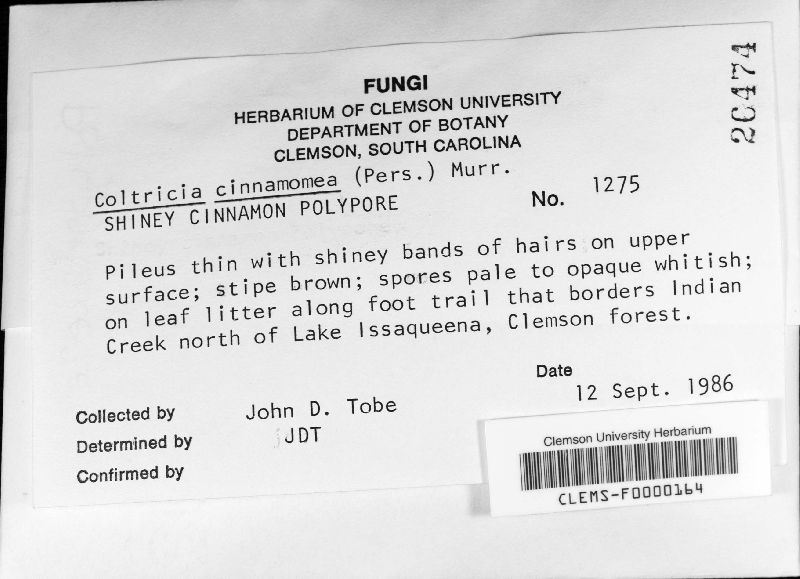 FUNGI
HERBARIUM OF CLEMSON UNIVERSITY
DEPARTMENT OF BOTANY
CLEMSON, SOUTH CAROLINA
26474
Coltricia cinnamomea (Pers.) Murr.
SHINEY CINNAMON POLYPORE
No. 1275
Pileus thin with shiney bands of hairs on upper
surface; stipe brown; spores pale to opaque whitish;
on leaf litter along foot trail that borders Indian
Creek north of Lake Issaqueena, Clemson forest.
Date
12 Sept. 1986
Collected by John D. Tobe
Determined by JDT
Confirmed by
Clemson University Herbarium
CLEMS-F0000164